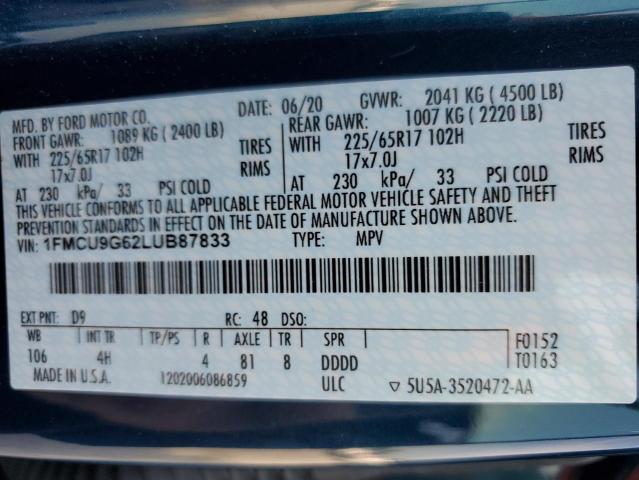 MFD. BY FORD MOTOR CO.
DATE: 06/20 GVWR: 2041 KG ( 4500 LB)
FRONT GAWR: 1089 KG ( 2400 LB)
REAR GAWR: 1007 KG ( 2220 LB)
WITH 225/65R17 102H TIRES
WITH 225/65R17 102H TIRES
17x7.0J RIMS
17x7.0J RIMS
AT 230 kPa/ 33 PSI COLD
AT 230 kPa/ 33 PSI COLD
THIS VEHICLE CONFORMS TO ALL APPLICABLE FEDERAL MOTOR VEHICLE SAFETY AND THEFT
PREVENTION STANDARDS IN EFFECT ON THE DATE OF MANUFACTURE SHOWN ABOVE.
VIN: 1FMCU9G62LUB87833 TYPE: MPV
EXT PNT: D9 RC: 48 DSO:
WB INT TR TP/PS R AXLE TR SPR F0152
106 4H 4 81 8 DDDD T0163
MADE IN U.S.A. 1202006086859 ULC ▽ 5U5A-3520472-AA